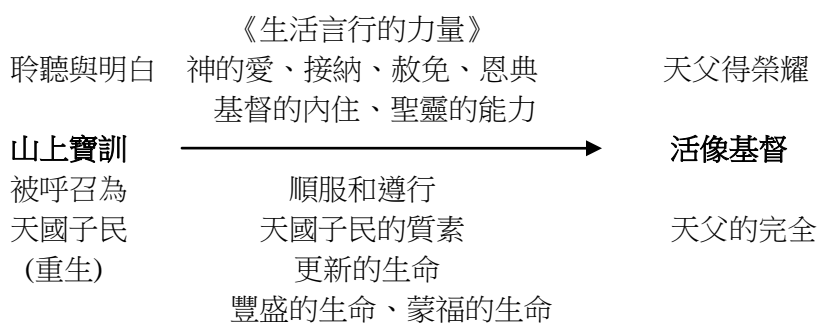 《生活言行的力量》
聆聽與明白 神的愛、接納、赦免、恩典 天父得榮耀
基督的內住、聖靈的能力
山上寶訓 活像基督
被呼召為 順服和遵行
天國子民 天國子民的質素 天父的完全
(重生) 更新的生命
豐盛的生命、蒙福的生命